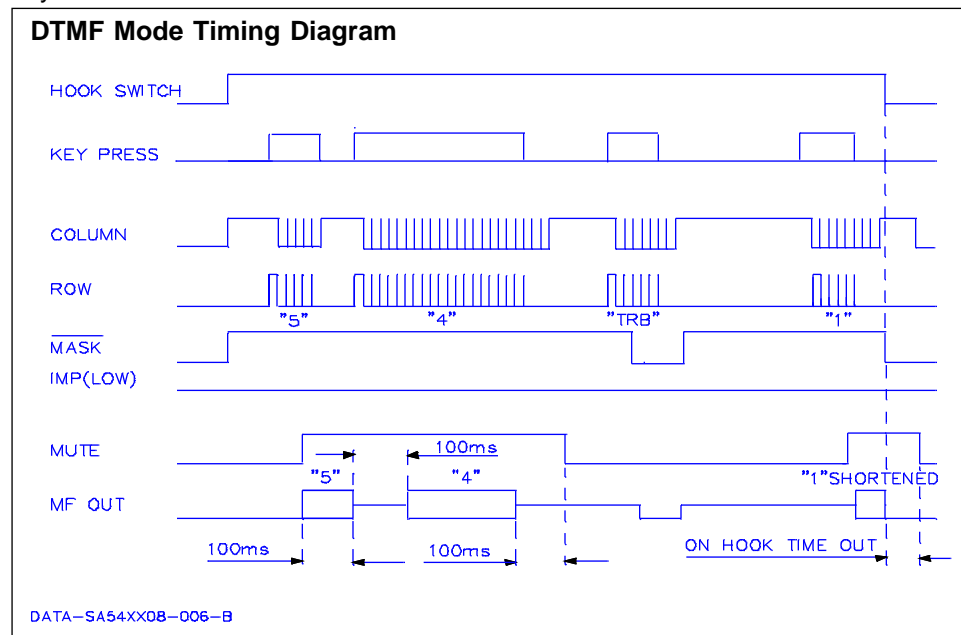 DTMF Mode Timing Diagram
HOOK SWITCH
KEY PRESS
COLUMN
ROW
"5" "4" "TRB" "1"
MASK
IMP(LOW)
MUTE
100ms
"5" "4" "1"SHORTENED
MF OUT
100ms 100ms ON HOOK TIME OUT
DATA-SA54XX08-006-B